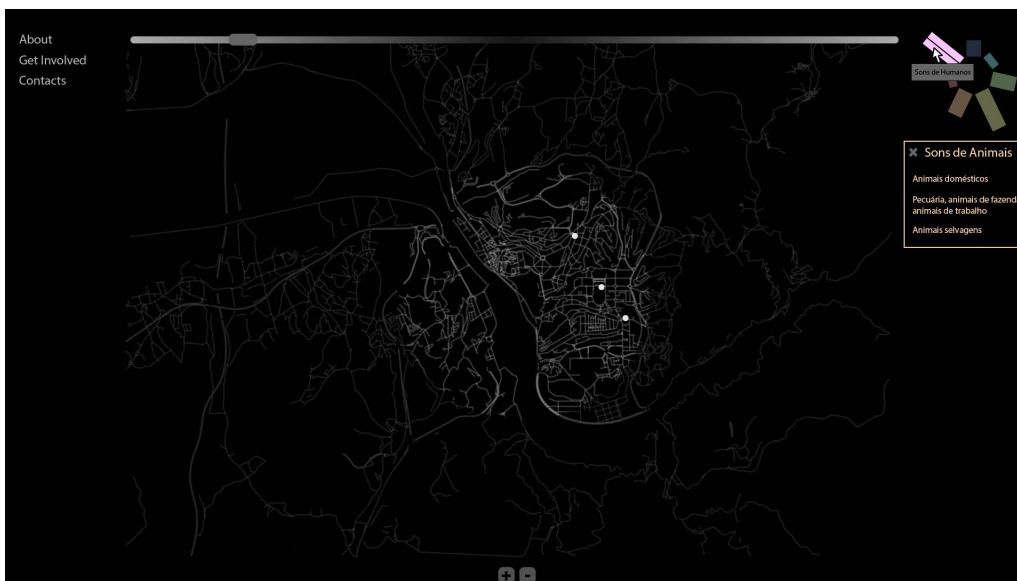 About
Get Involved
Contacts
Sons de Humanos
✖ Sons de Animais
Animais domésticos
Pecuária, animais de fazenda
animais de trabalho
Animais selvagens
+ -